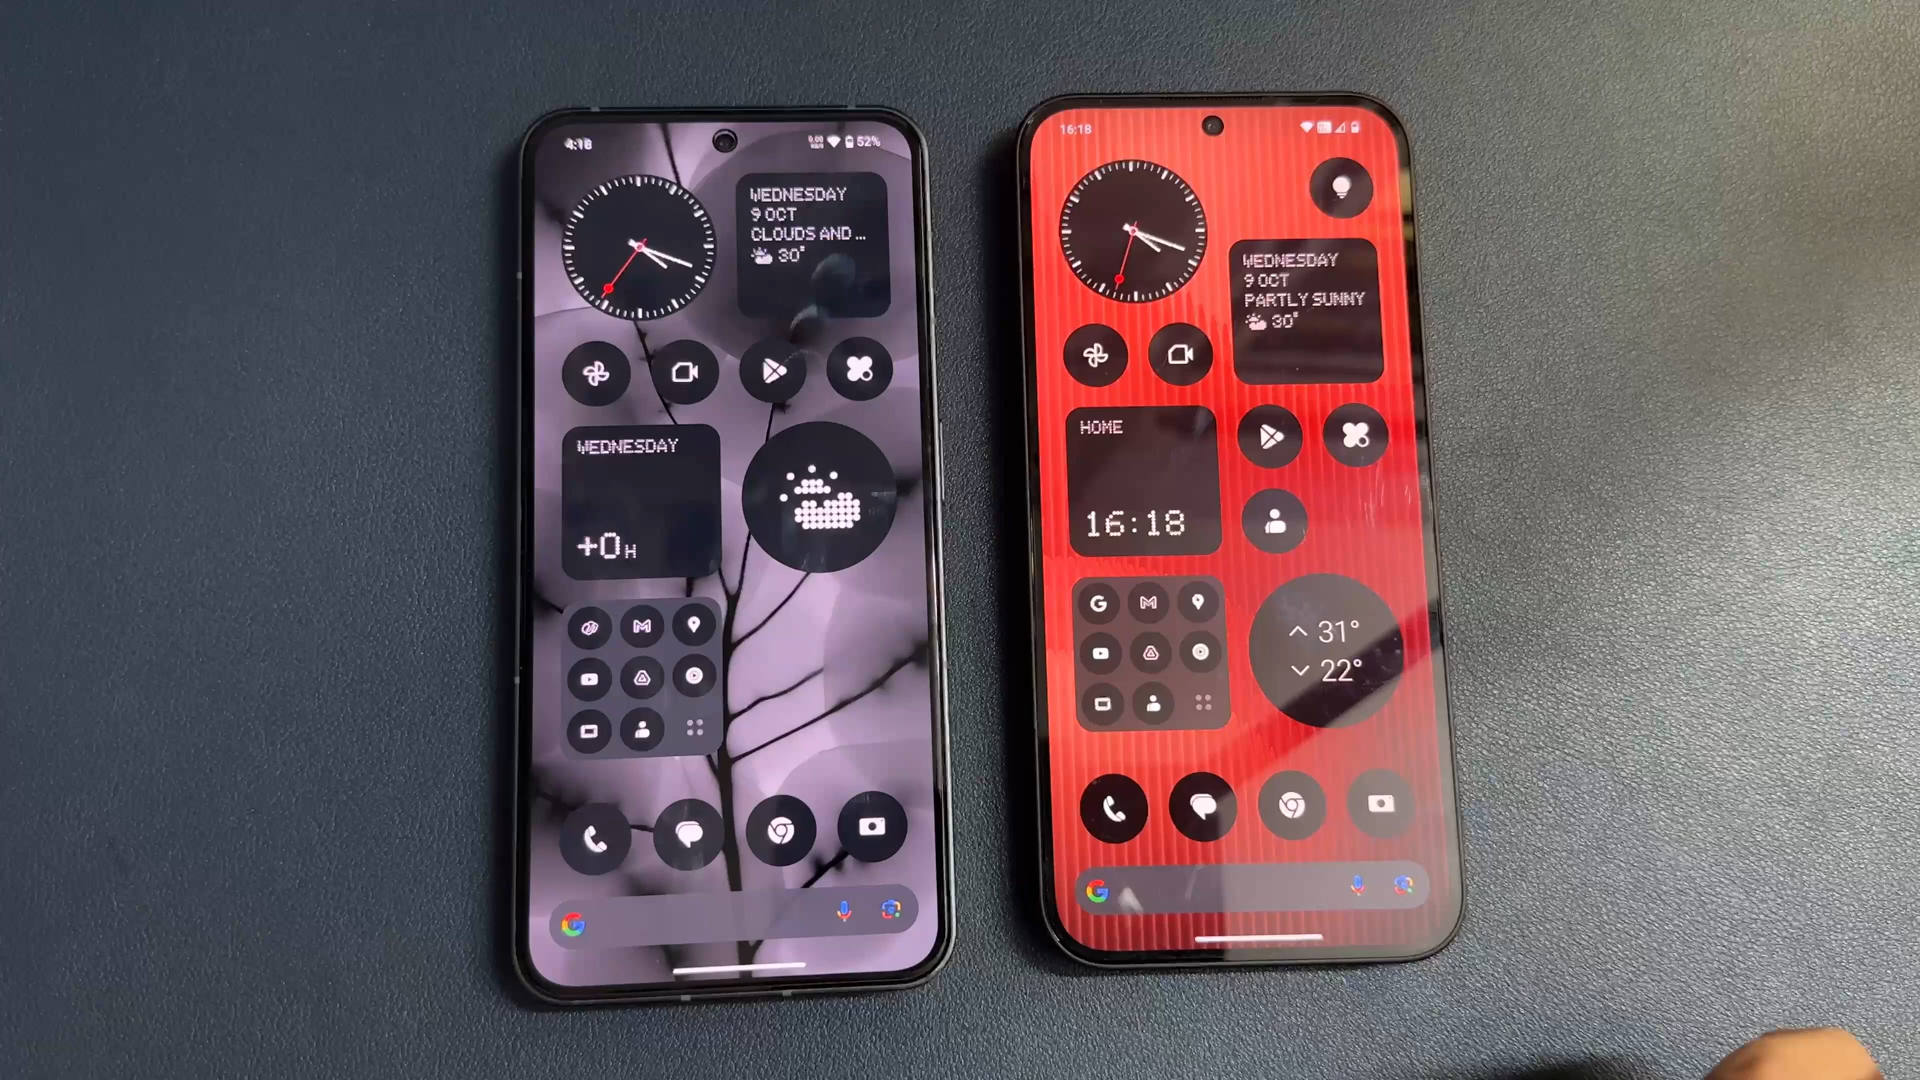 4:18
52%
WEDNESDAY
9 OCT
CLOUDS AND ...
30°
WEDNESDAY
+0H
16:18
WEDNESDAY
9 OCT
PARTLY SUNNY
30°
HOME
16:18
31°
22°